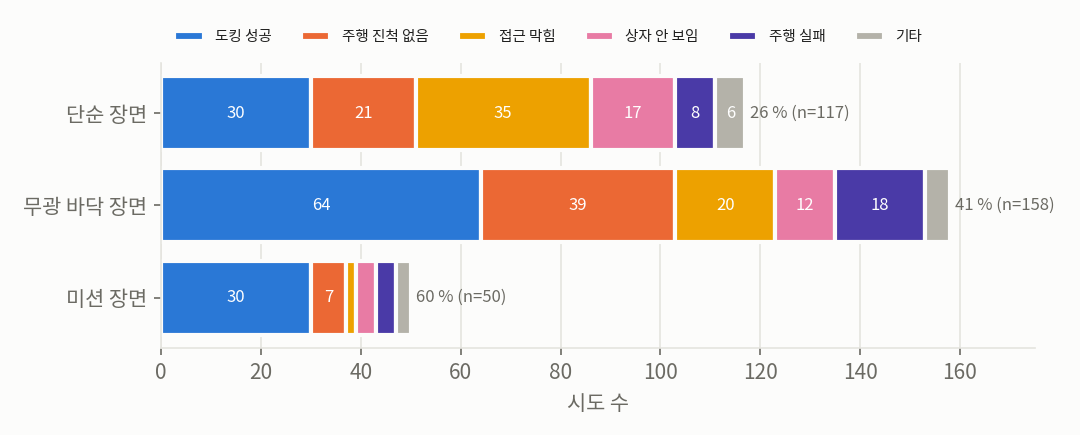 도킹 성공 주행 진척 없음 접근 막힘 상자 안 보임 주행 실패 기타
단순 장면 30 21 35 17 8 6 26 % (n=117)
무광 바닥 장면 64 39 20 12 18 41 % (n=158)
미션 장면 30 7 60 % (n=50)
0 20 40 60 80 100 120 140 160
시도 수